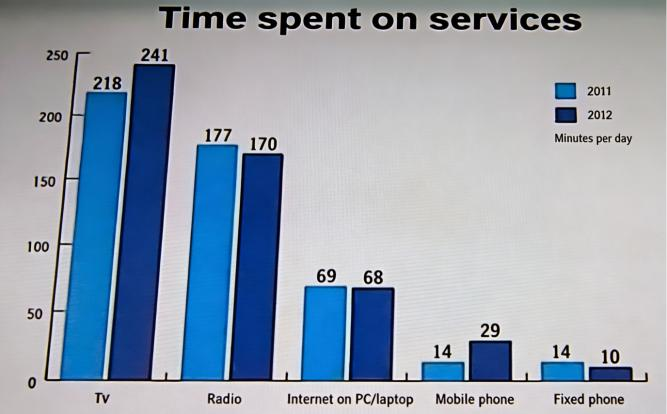 Time spent on services
250
200
150
100
50
0
218
241
177
170
69
68
14
29
14
10
2011
2012
Minutes per day
TV
Radio
Internet on PC/laptop
Mobile phone
Fixed phone